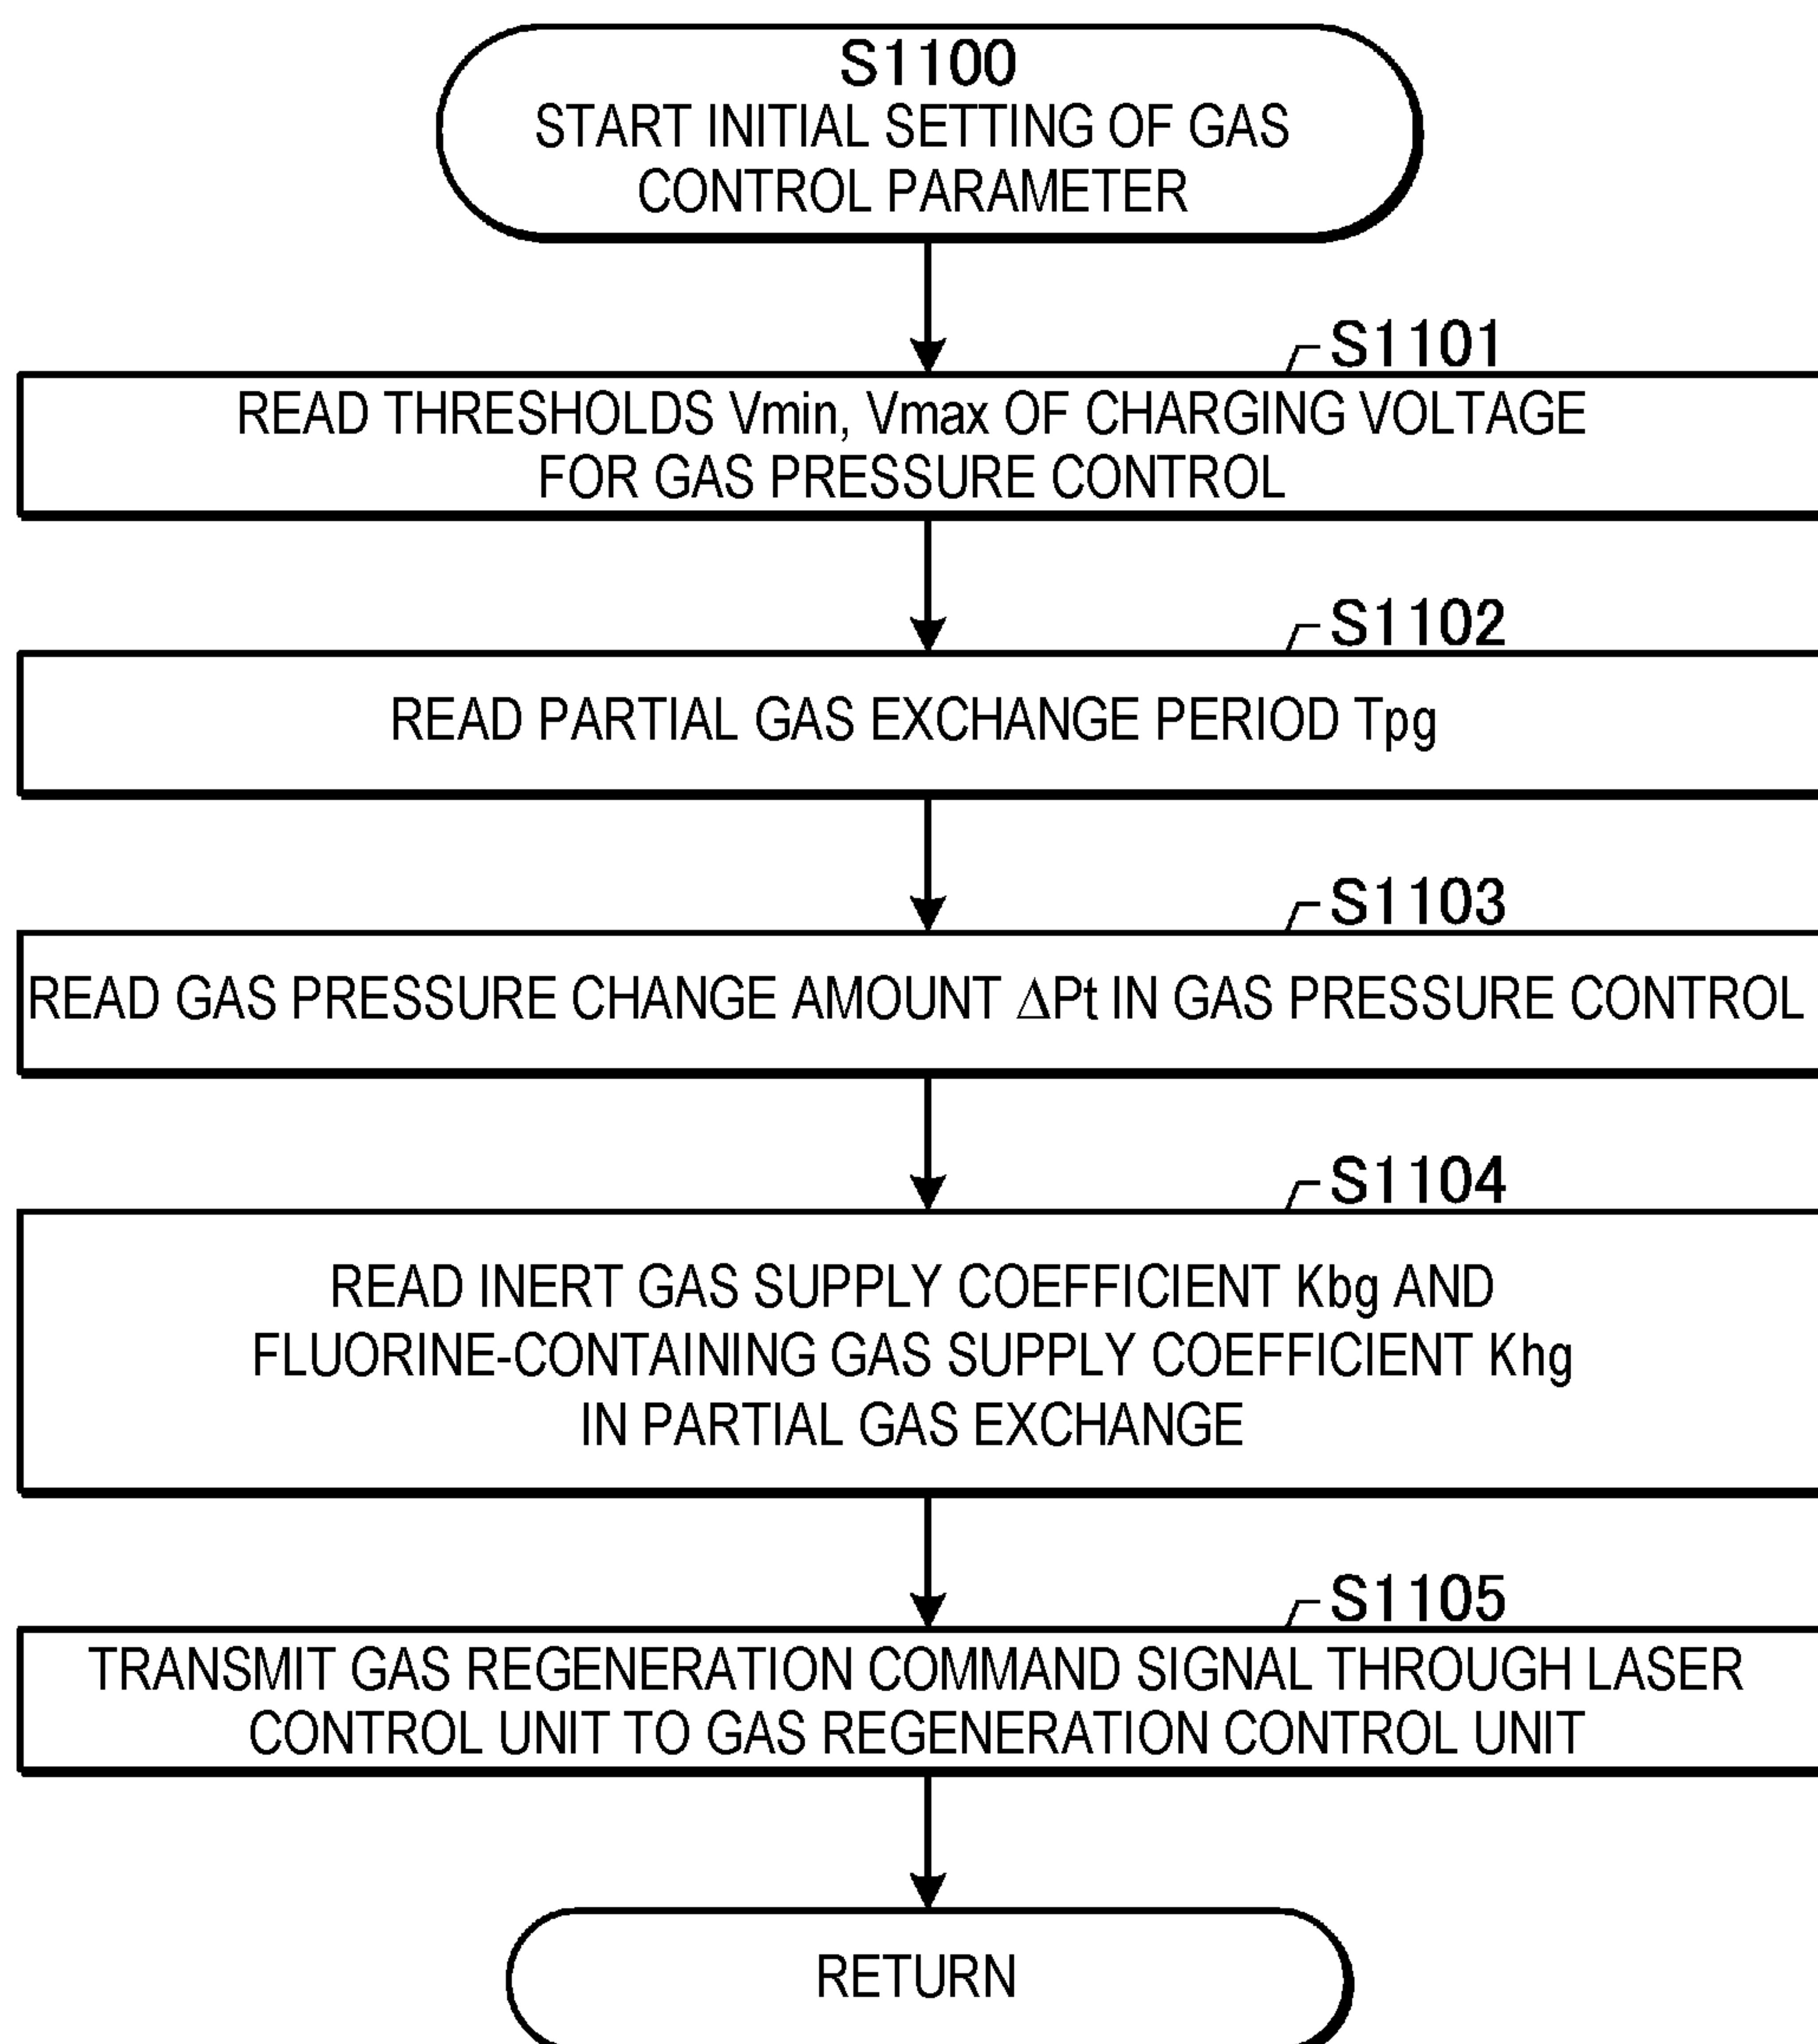 S1100
START INITIAL SETTING OF GAS
CONTROL PARAMETER
S1101
READ THRESHOLDS Vmin, Vmax OF CHARGING VOLTAGE
FOR GAS PRESSURE CONTROL
S1102
READ PARTIAL GAS EXCHANGE PERIOD Tpg
S1103
READ GAS PRESSURE CHANGE AMOUNT ΔPt IN GAS PRESSURE CONTROL
S1104
READ INERT GAS SUPPLY COEFFICIENT Kbg AND
FLUORINE-CONTAINING GAS SUPPLY COEFFICIENT Khg
IN PARTIAL GAS EXCHANGE
S1105
TRANSMIT GAS REGENERATION COMMAND SIGNAL THROUGH LASER
CONTROL UNIT TO GAS REGENERATION CONTROL UNIT
RETURN